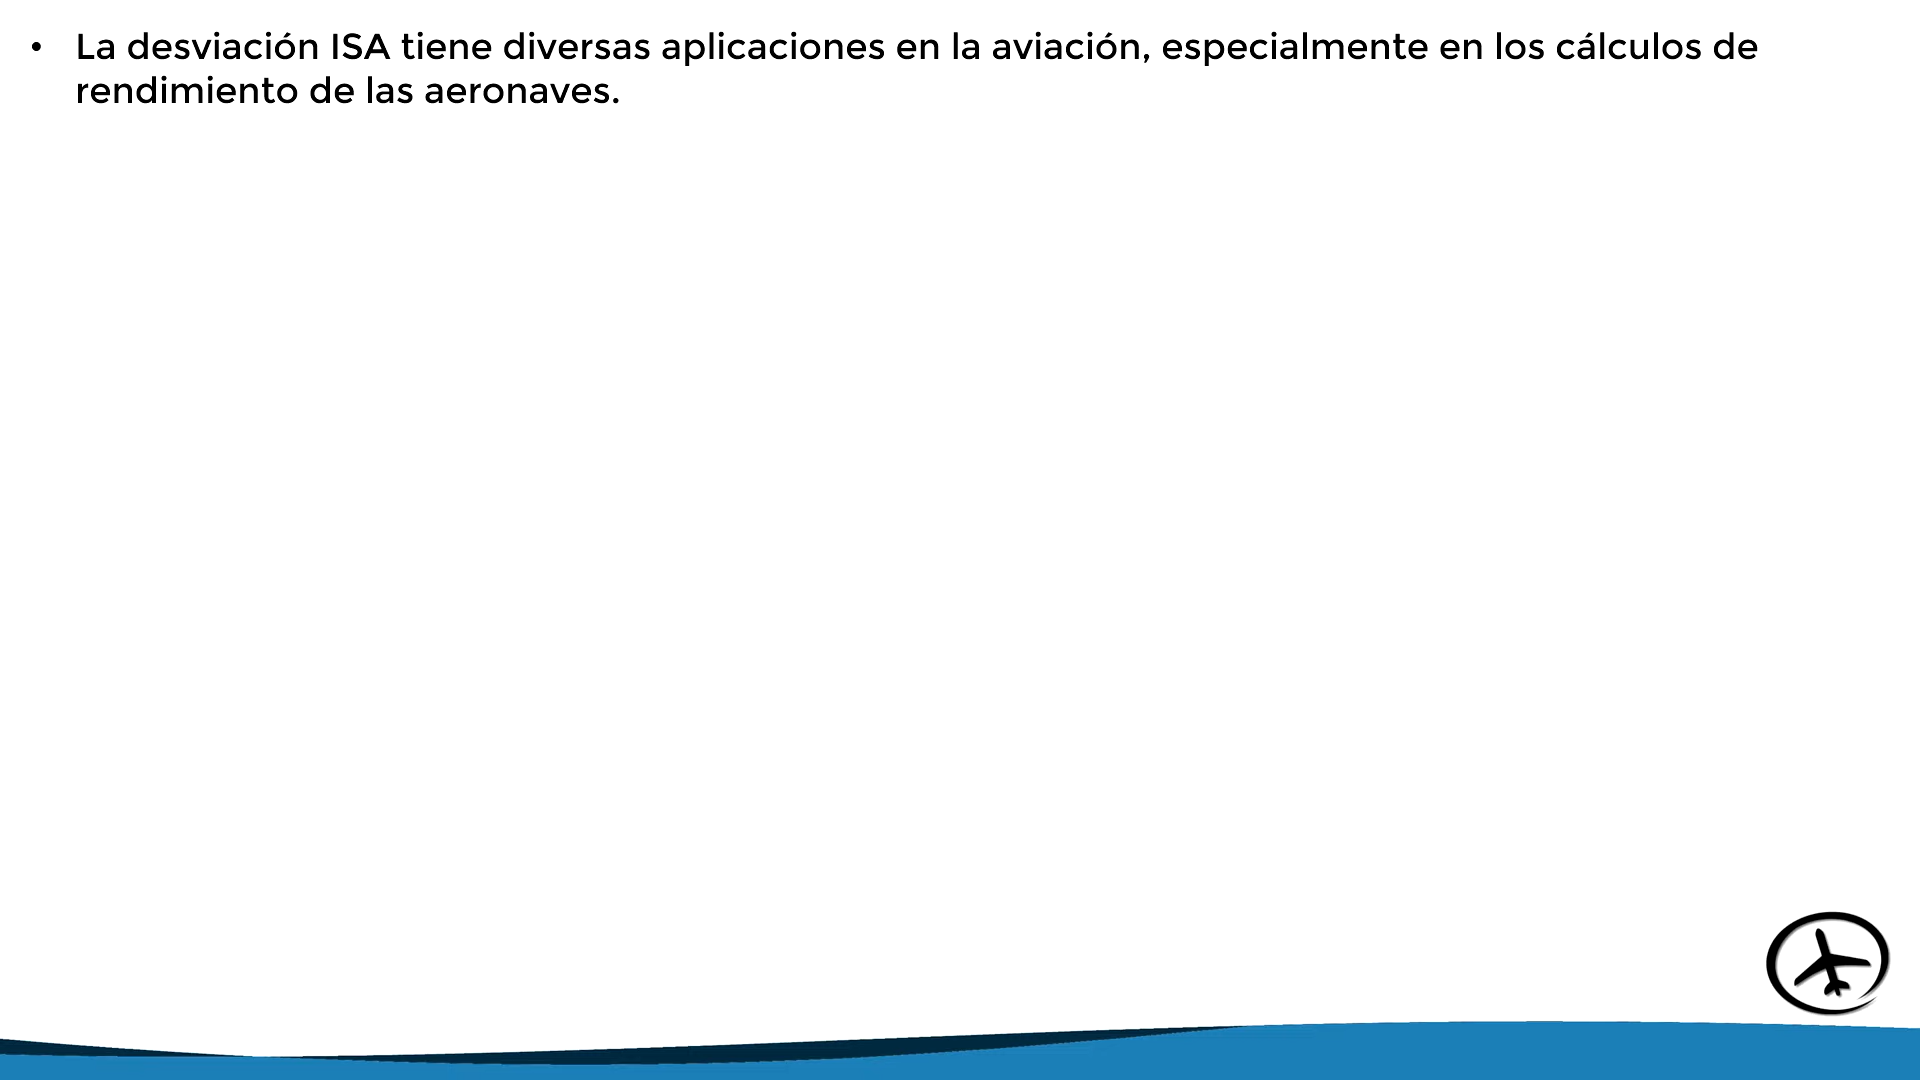 • La desviación ISA tiene diversas aplicaciones en la aviación, especialmente en los cálculos de
rendimiento de las aeronaves.